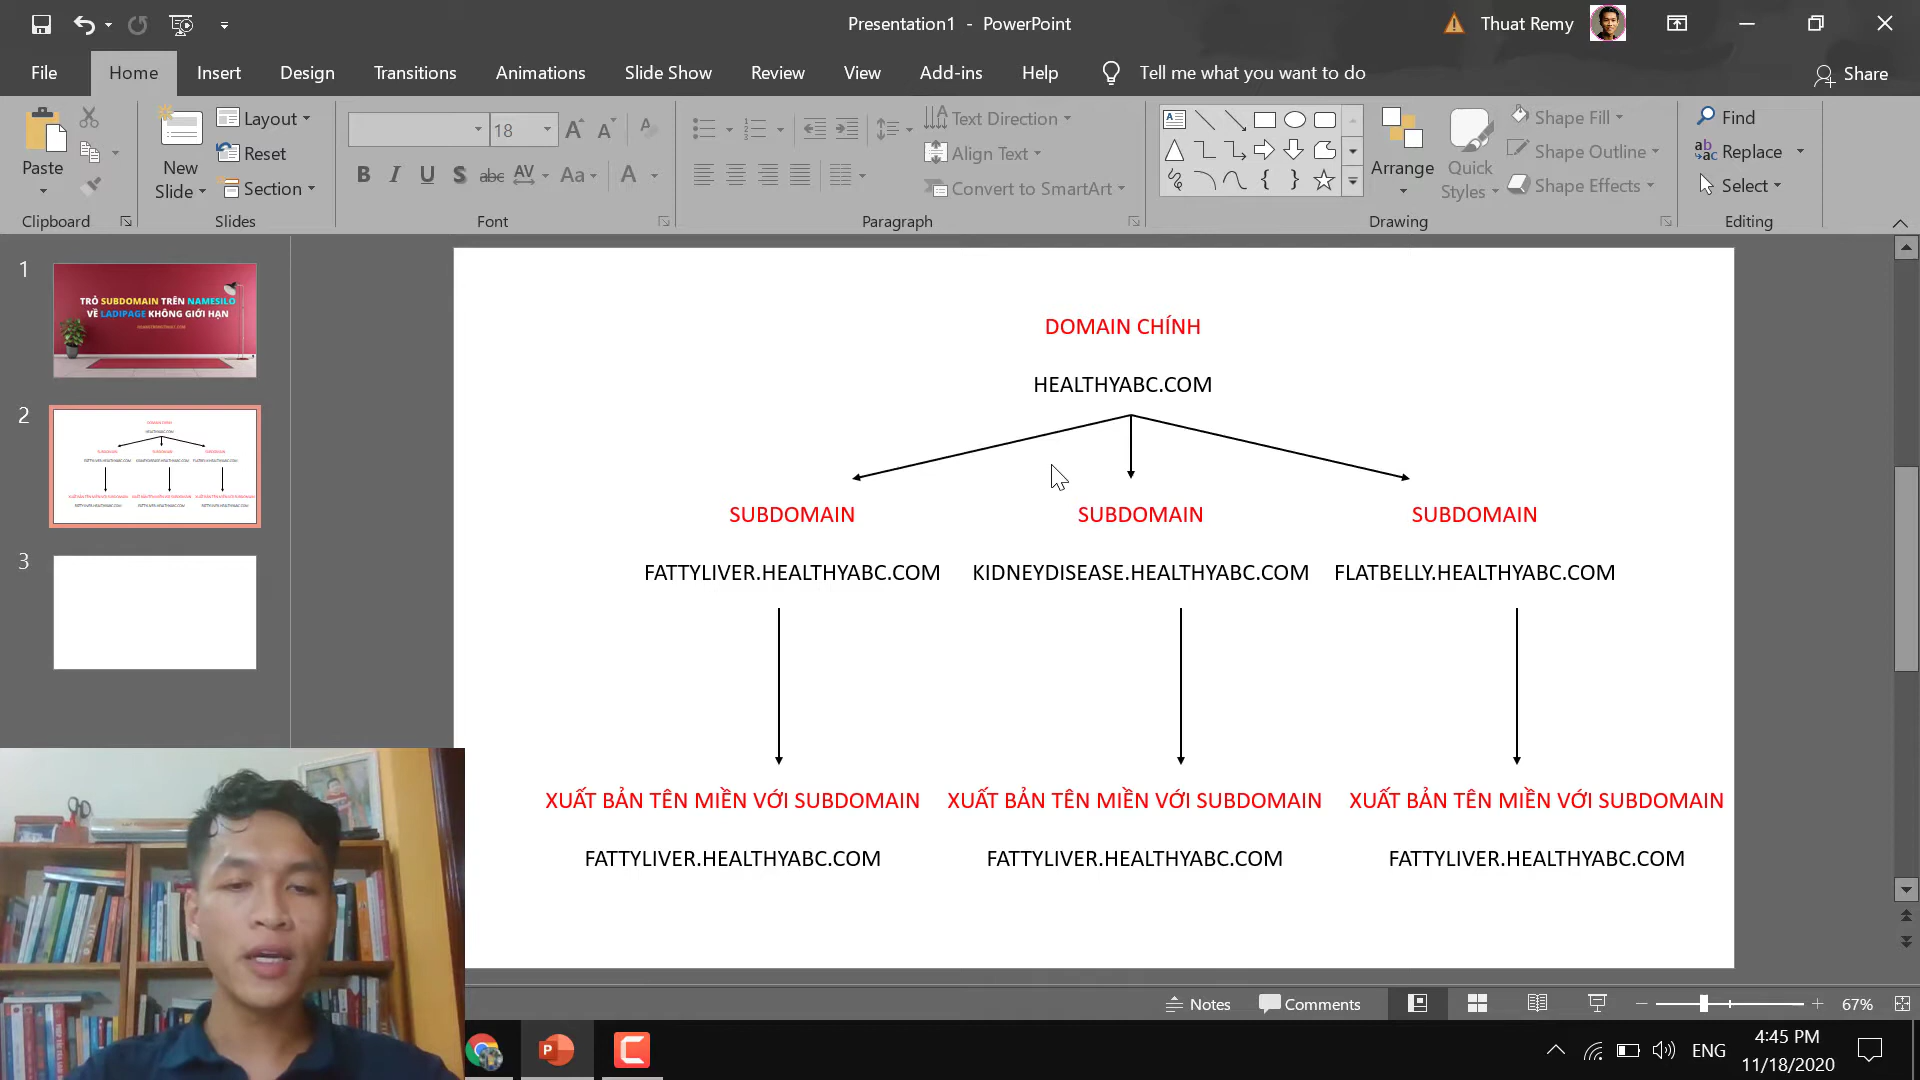 Presentation1 - PowerPoint
Thuat Remy
File
Home
Insert
Design
Transitions
Animations
Slide Show
Review
View
Add-ins
Help
Tell me what you want to do
Share
Paste
Clipboard
New
Slide
Layout
Reset
Section
Slides
18
B I U S abc AV Aa A
Font
Text Direction
Align Text
Convert to SmartArt
Paragraph
Arrange
Quick
Styles
Shape Fill
Shape Outline
Shape Effects
Drawing
Find
Replace
Select
Editing
1
TRỎ SUBDOMAIN TRÊN NAMESILO
VỀ LADIPAGE KHÔNG GIỚI HẠN
2
3
DOMAIN CHÍNH
HEALTHYABC.COM
SUBDOMAIN
SUBDOMAIN
SUBDOMAIN
FATTYLIVER.HEALTHYABC.COM
KIDNEYDISEASE.HEALTHYABC.COM
FLATBELLY.HEALTHYABC.COM
XUẤT BẢN TÊN MIỀN VỚI SUBDOMAIN
XUẤT BẢN TÊN MIỀN VỚI SUBDOMAIN
XUẤT BẢN TÊN MIỀN VỚI SUBDOMAIN
FATTYLIVER.HEALTHYABC.COM
FATTYLIVER.HEALTHYABC.COM
FATTYLIVER.HEALTHYABC.COM
Notes
Comments
67%
ENG
4:45 PM
11/18/2020